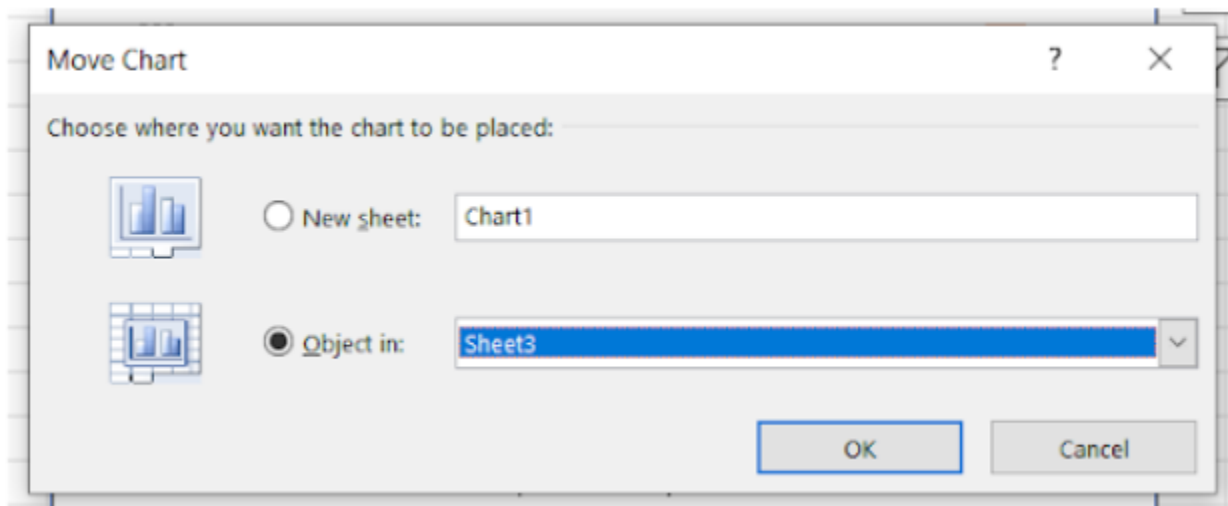 Move Chart ? ×
Choose where you want the chart to be placed:
New sheet: Chart1
Object in: Sheet3
OK Cancel